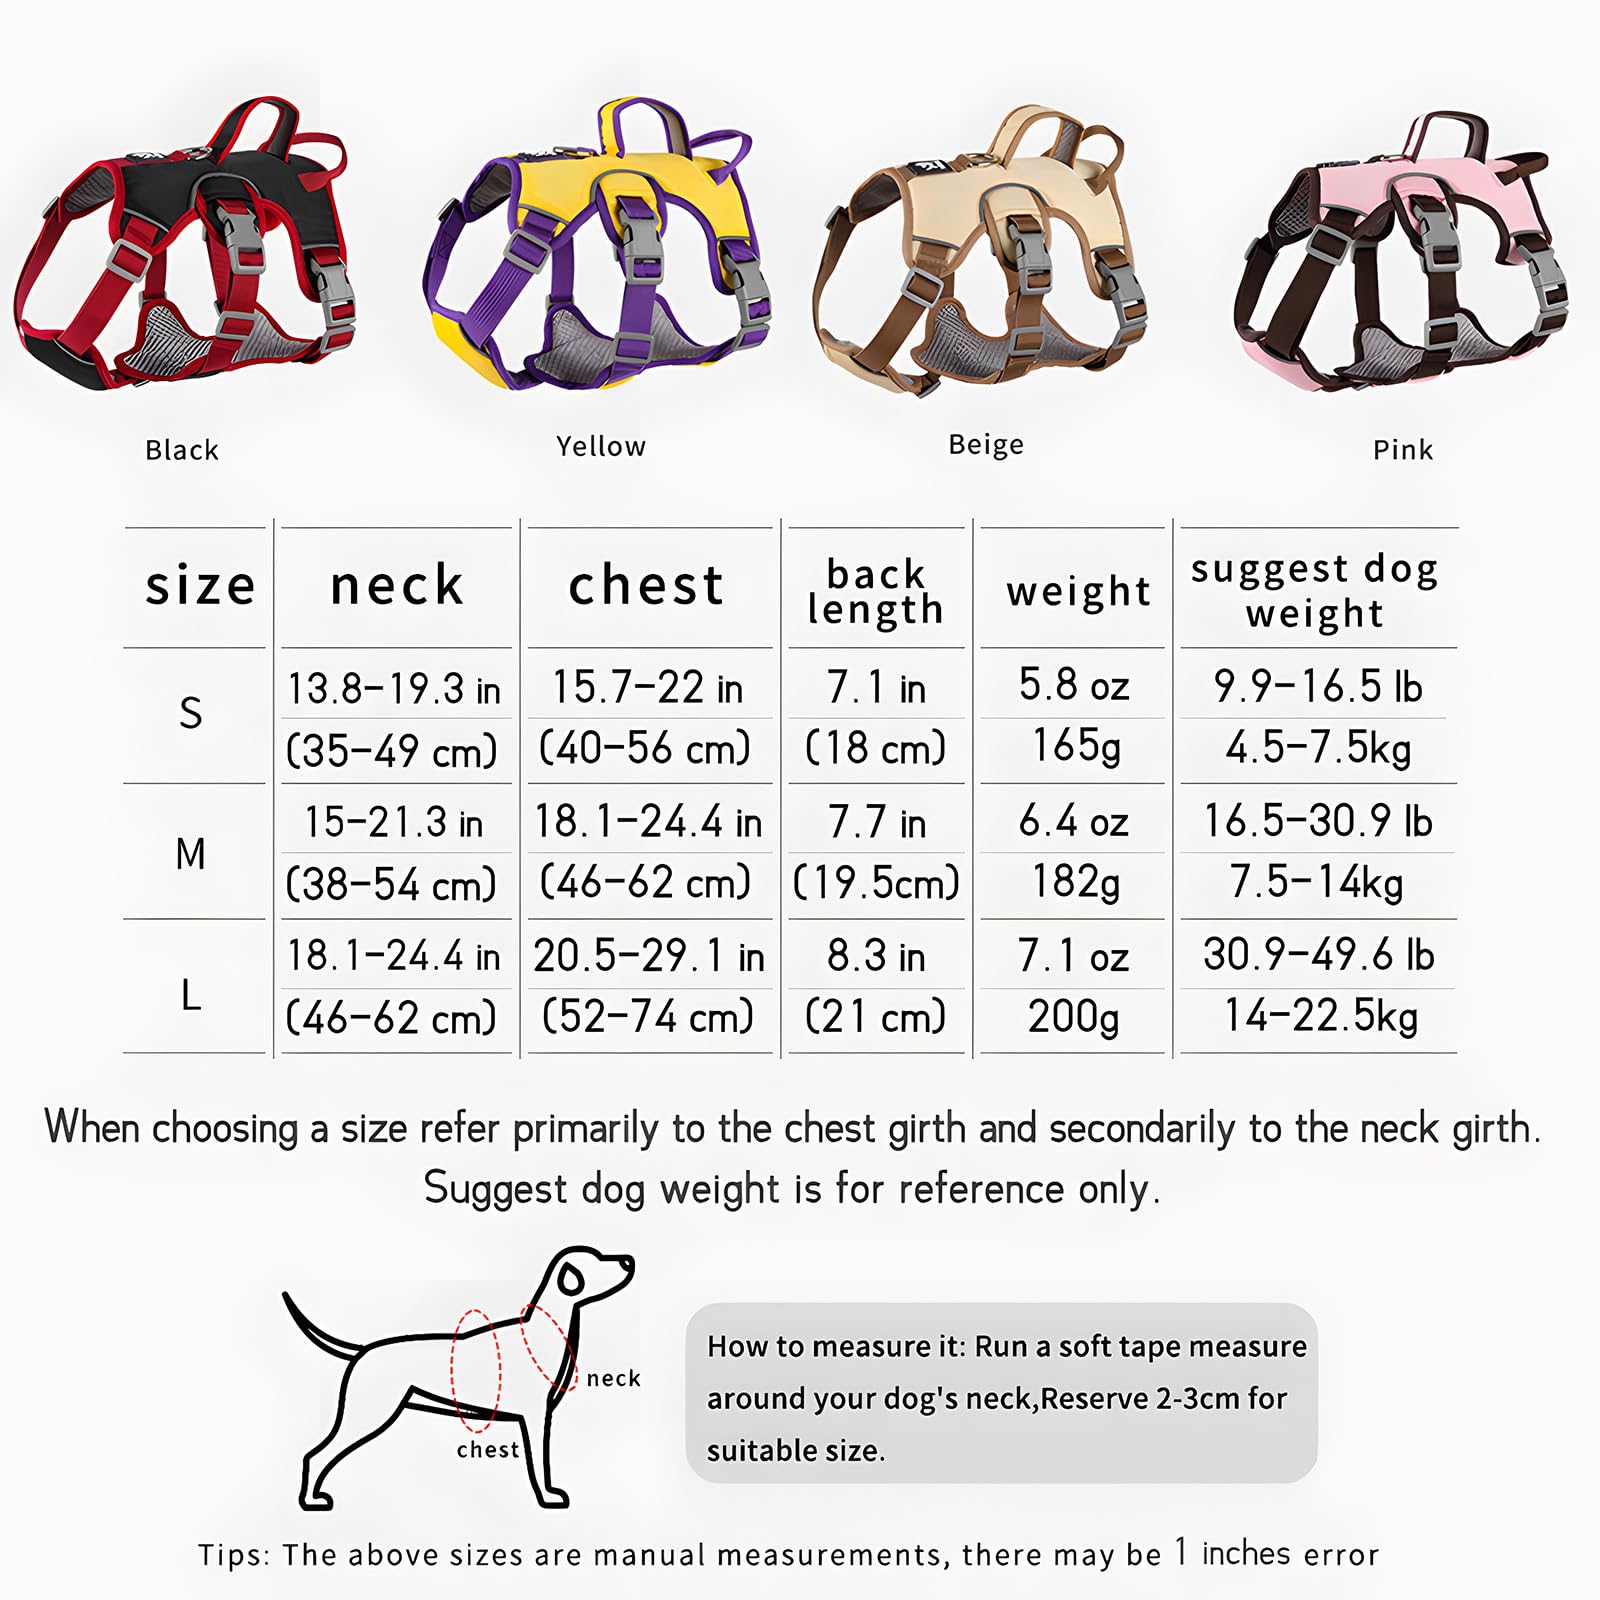 Black
Yellow
Beige
Pink
size neck chest back length weight suggest dog weight
S 13.8-19.3 in 15.7-22 in 7.1 in 5.8 oz 9.9-16.5 lb
(35-49 cm) (40-56 cm) (18 cm) 165g 4.5-7.5kg
M 15-21.3 in 18.1-24.4 in 7.7 in 6.4 oz 16.5-30.9 lb
(38-54 cm) (46-62 cm) (19.5cm) 182g 7.5-14kg
L 18.1-24.4 in 20.5-29.1 in 8.3 in 7.1 oz 30.9-49.6 lb
(46-62 cm) (52-74 cm) (21 cm) 200g 14-22.5kg
When choosing a size refer primarily to the chest girth and secondarily to the neck girth.
Suggest dog weight is for reference only.
neck
chest
How to measure it: Run a soft tape measure
around your dog's neck,Reserve 2-3cm for
suitable size.
Tips: The above sizes are manual measurements, there may be 1 inches error